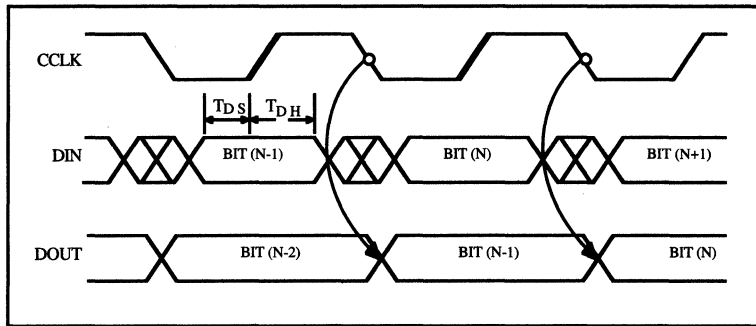 CCLK
T_DS T_DH
DIN BIT (N-1) BIT (N) BIT (N+1)
DOUT BIT (N-2) BIT (N-1) BIT (N)